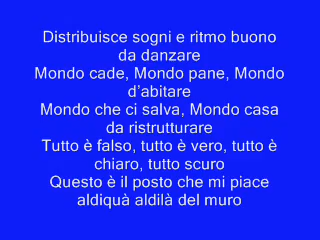 Distribuisce sogni e ritmo buono
da danzare
Mondo cade, Mondo pane, Mondo
d'abitare
Mondo che ci salva, Mondo casa
da ristrutturare
Tutto è falso, tutto è vero, tutto è
chiaro, tutto scuro
Questo è il posto che mi piace
aldiquà aldilà del muro